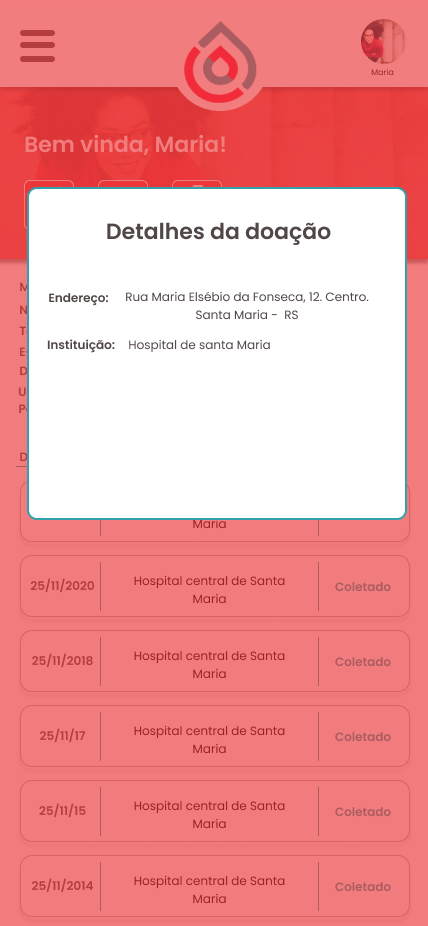 Maria
Bem vinda, Maria!
Detalhes da doação
Endereço: Rua Maria Elsébio da Fonseca, 12. Centro.
Santa Maria - RS
Instituição: Hospital de santa Maria
Maria
25/11/2020 Hospital central de Santa Coletado
Maria
25/11/2018 Hospital central de Santa Coletado
Maria
25/11/17 Hospital central de Santa Coletado
Maria
25/11/15 Hospital central de Santa Coletado
Maria
25/11/2014 Hospital central de Santa Coletado
Maria